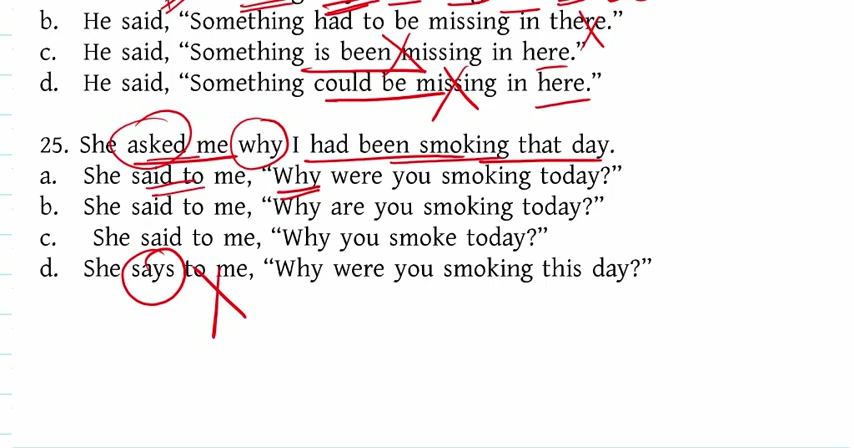 b. He said, “Something had to be missing in there.”
c. He said, “Something is been missing in here.”
d. He said, “Something could be missing in here.”
25. She asked me why I had been smoking that day.
a. She said to me, “Why were you smoking today?”
b. She said to me, “Why are you smoking today?”
c. She said to me, “Why you smoke today?”
d. She says to me, “Why were you smoking this day?”